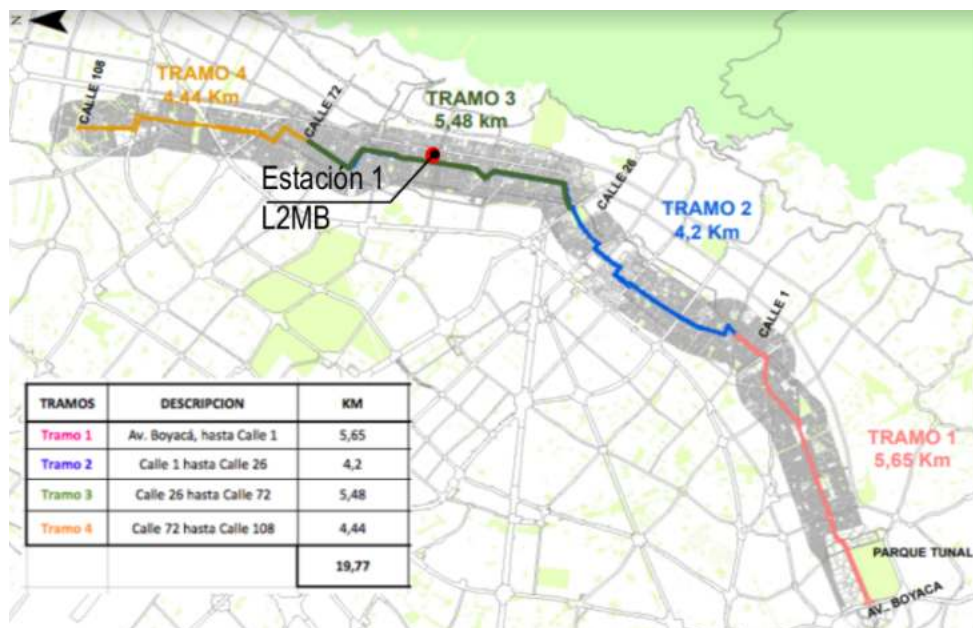 N
CALLE 108
TRAMO 4
4.44 Km
CALLE 72
TRAMO 3
5,48 km
Estación 1
L2MB
CALLE 26
TRAMO 2
4,2 Km
CALLE 1
TRAMO 1
5,65 Km
PARQUE TUNAL
AV_ BOYACA
TRAMOS DESCRIPCION KM
Tramo 1 Av. Boyacá, hasta Calle 1 5,65
Tramo 2 Calle 1 hasta Calle 26 4,2
Tramo 3 Calle 26 hasta Calle 72 5,48
Tramo 4 Calle 72 hasta Calle 108 4,44
19,77